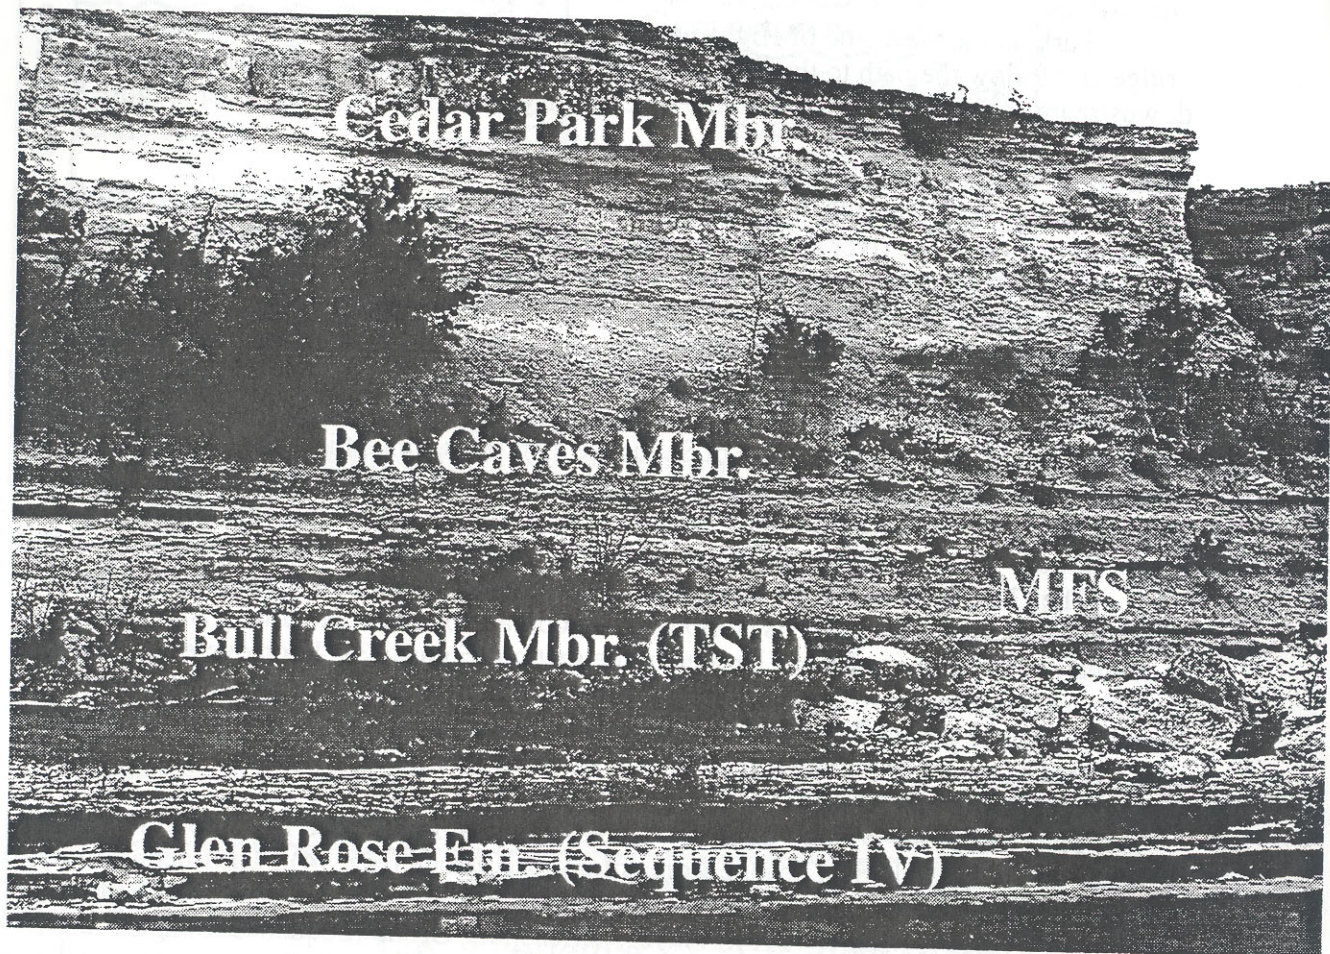 Cedar Park Mbr.
Bee Caves Mbr.
MFS
Bull Creek Mbr. (TST)
Glen Rose Fm. (Sequence IV)